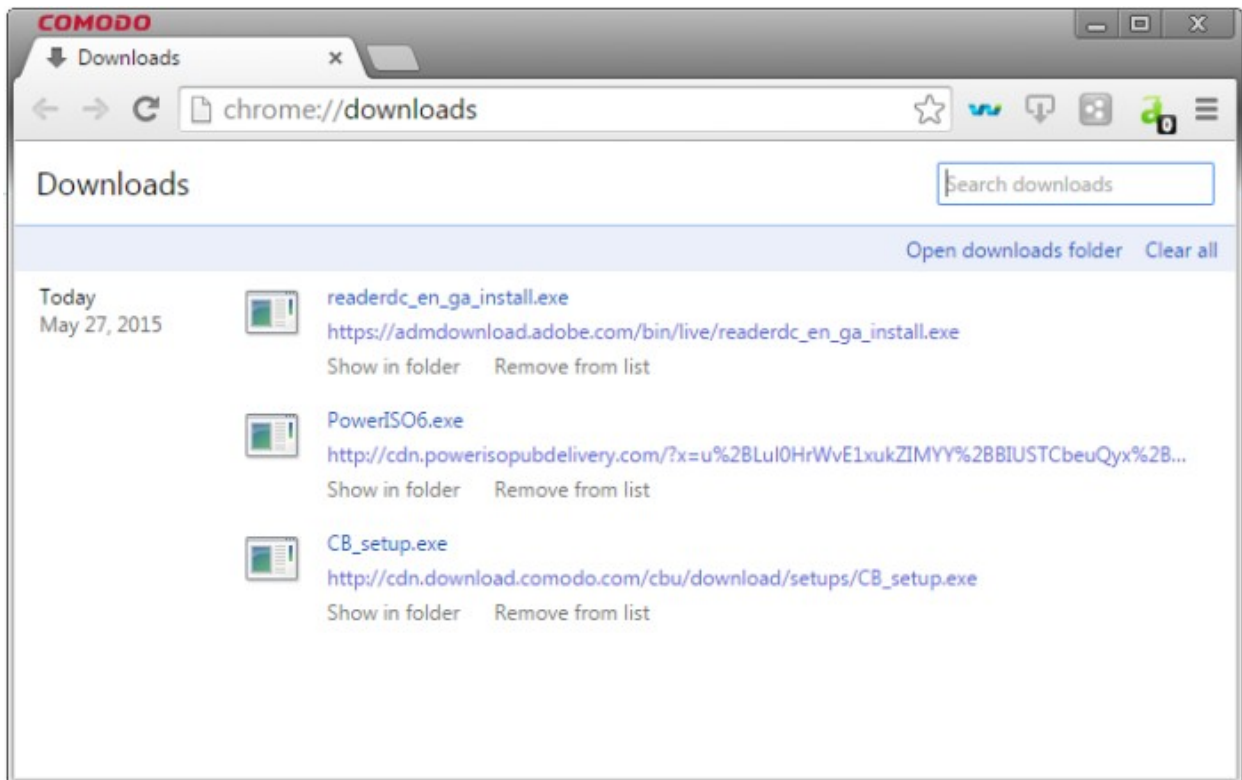 COMODO
Downloads
chrome://downloads
0
Downloads
Search downloads
Open downloads folder Clear all
Today
May 27, 2015
readerdc_en_ga_install.exe
https://admdownload.adobe.com/bin/live/readerdc_en_ga_install.exe
Show in folder Remove from list
PowerISO6.exe
http://cdn.powerisopubdelivery.com/?x=u%2BLul0HrWvE1xukZIMYY%2BBIUSTCbeuQyx%2B...
Show in folder Remove from list
CB_setup.exe
http://cdn.download.comodo.com/cbu/download/setups/CB_setup.exe
Show in folder Remove from list